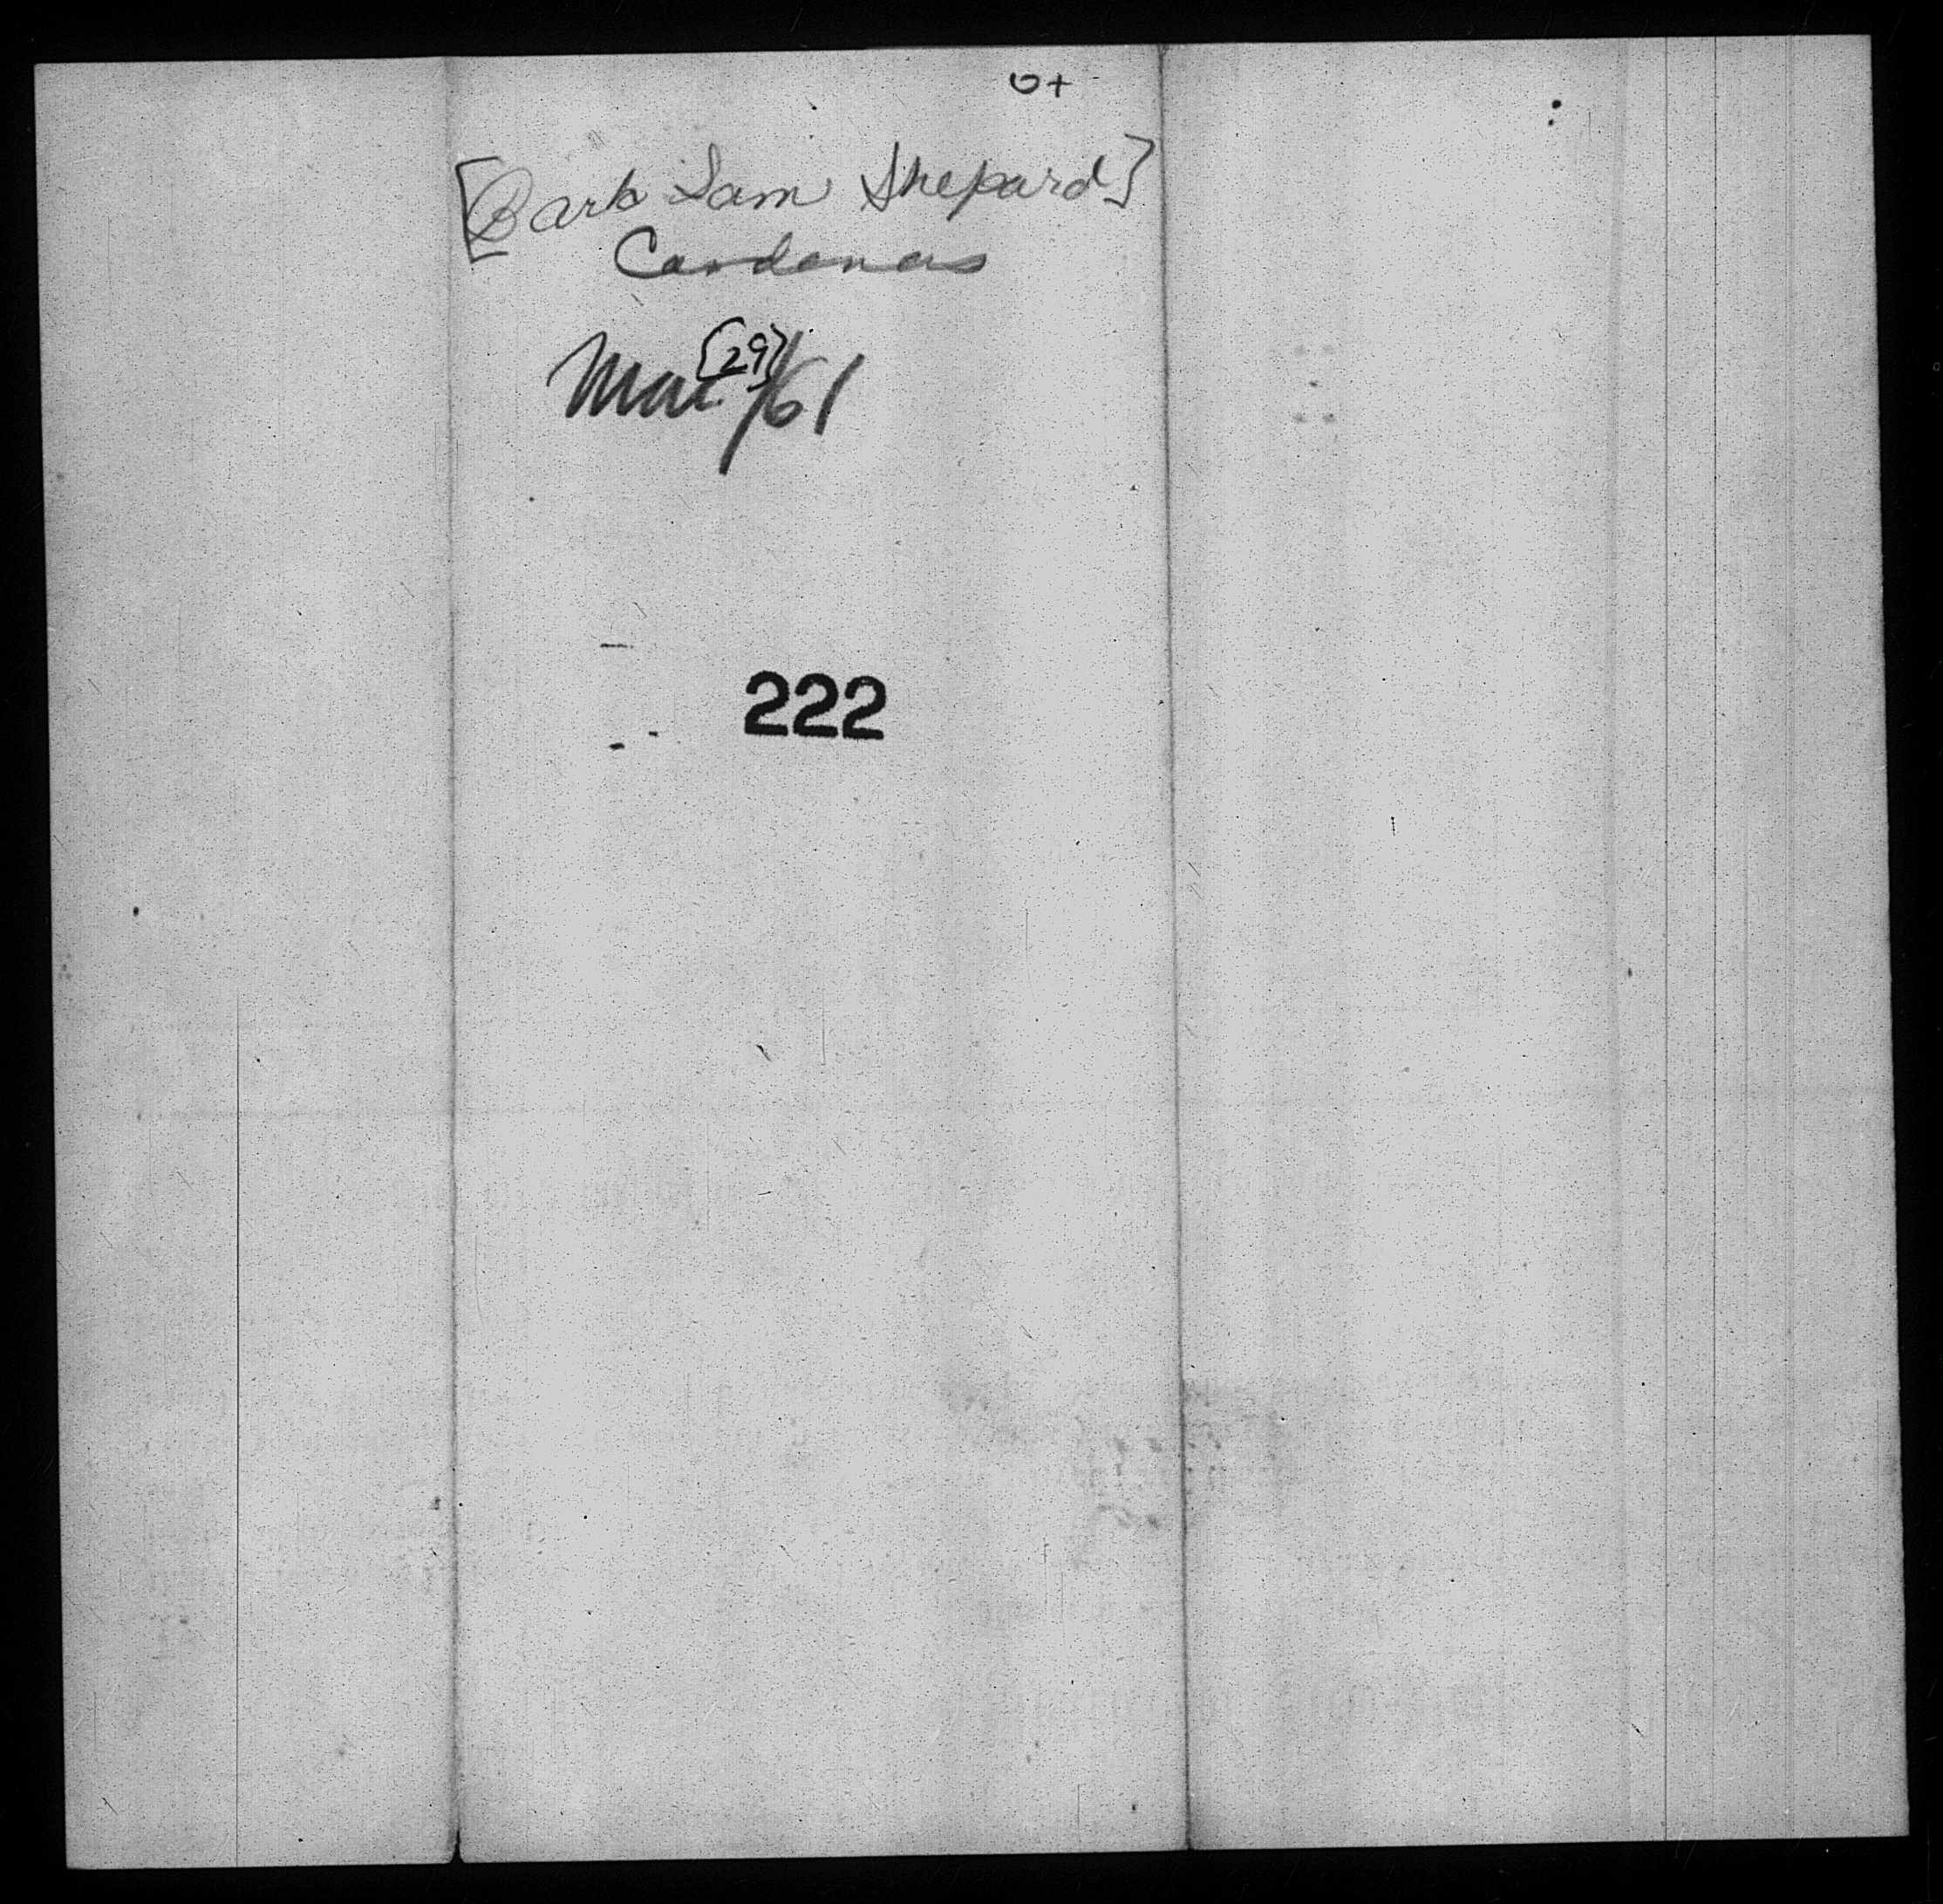 [Bark Sam Shepard]
Cardenas
Mar [29]/61
222